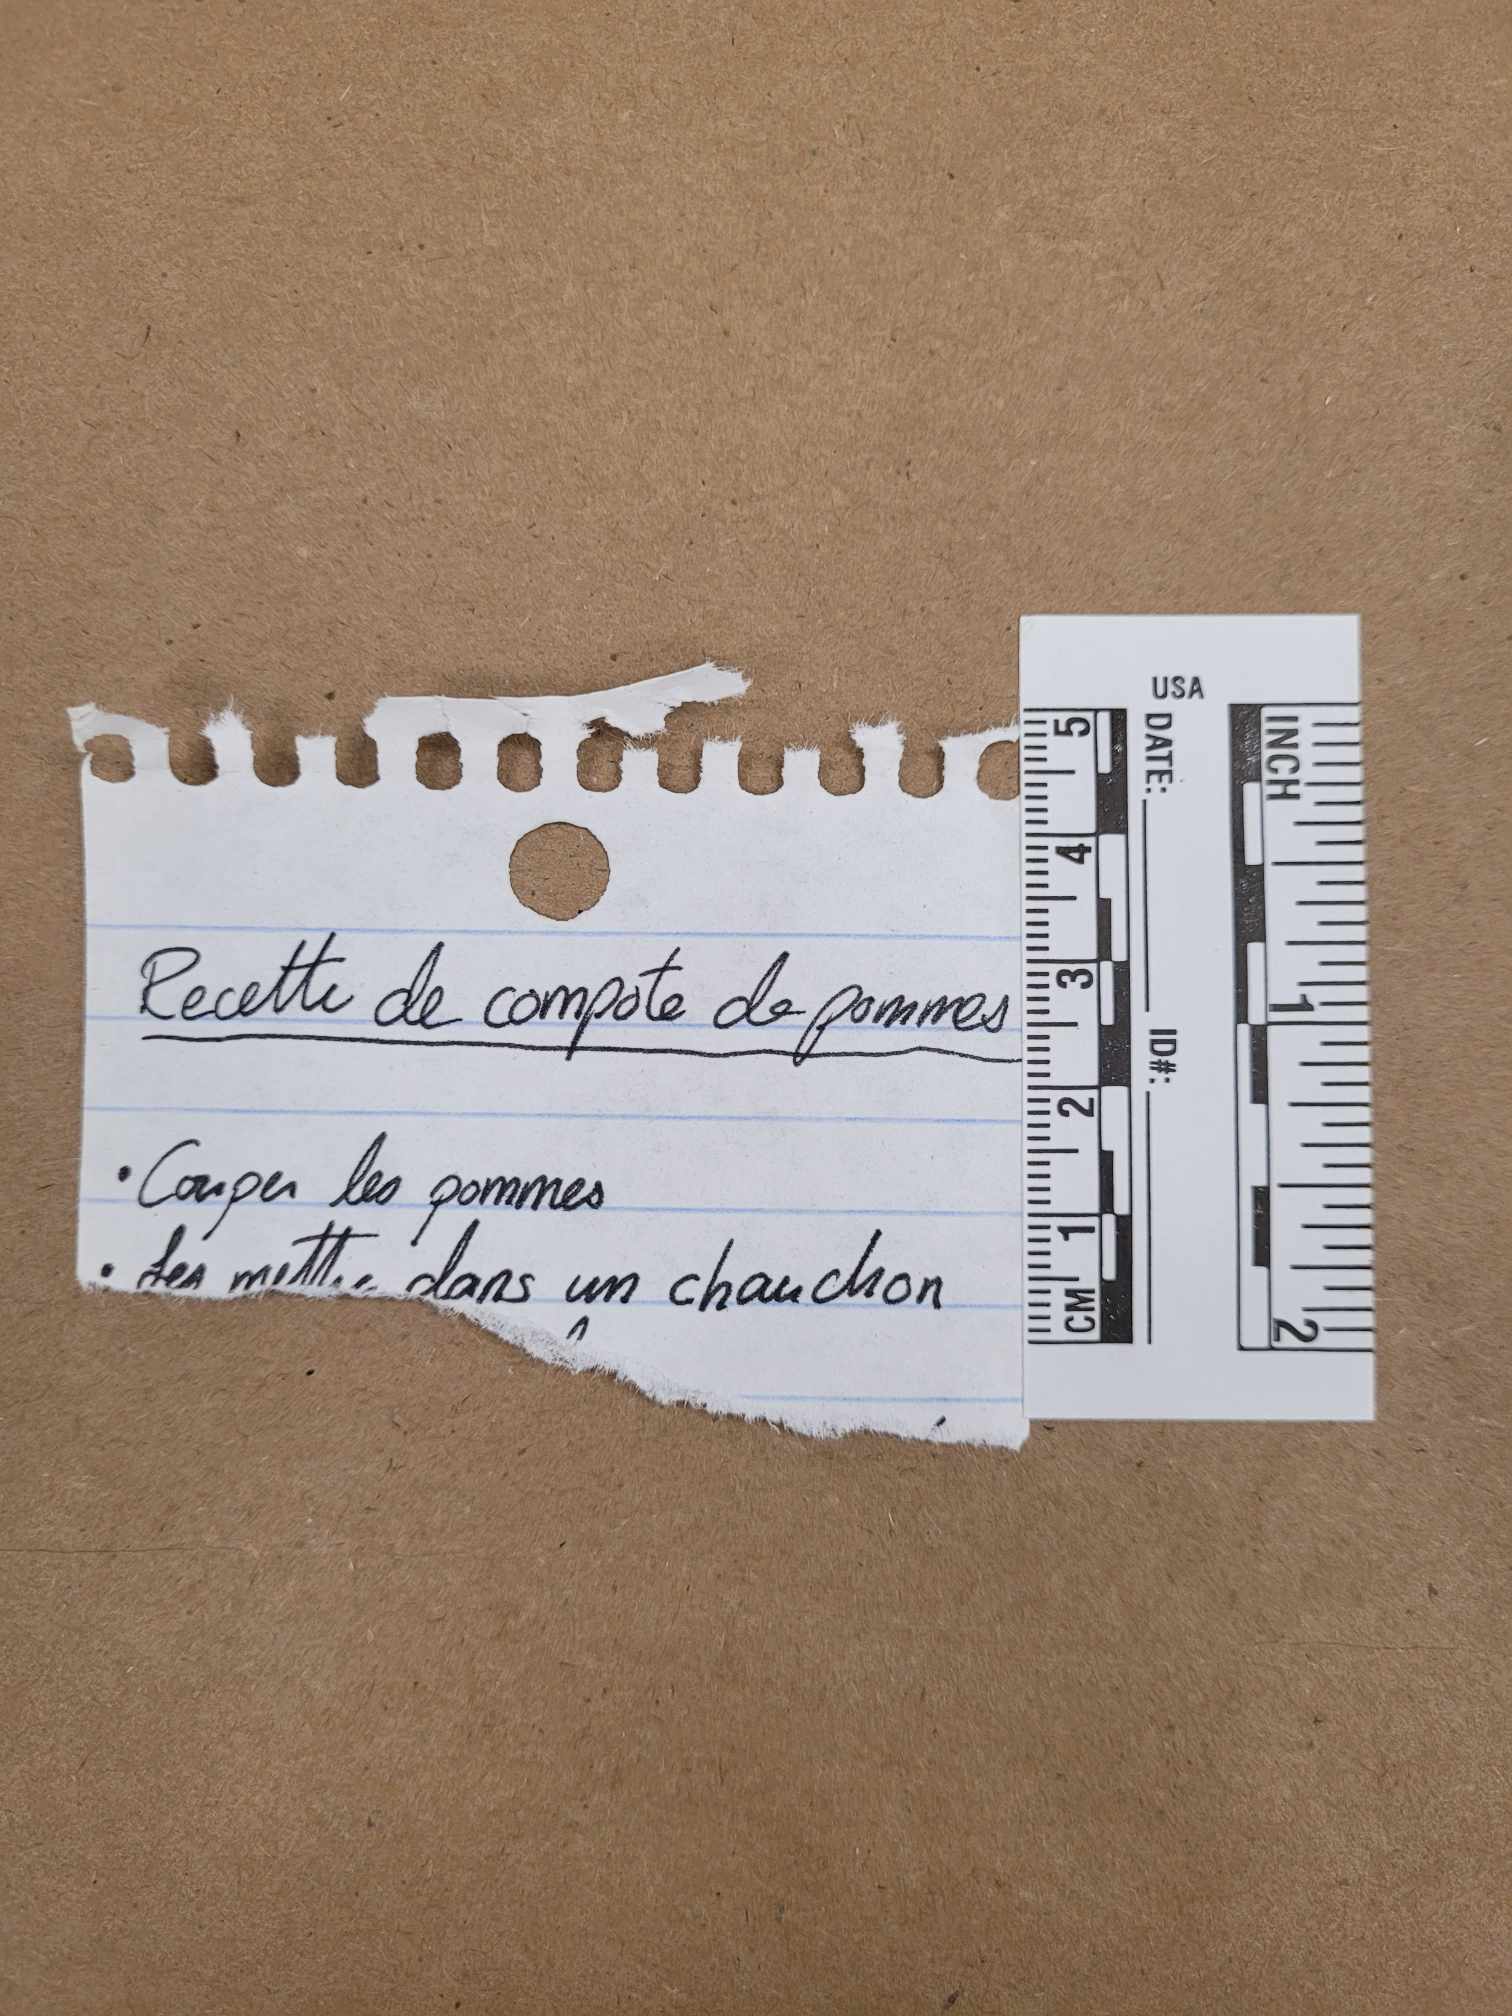 Recette de compote de pommes
• Couper les pommes
• Les mettre dans un chauchon
USA
DATE:
ID#:
INCH
1
2
5
4
3
2
1
CM